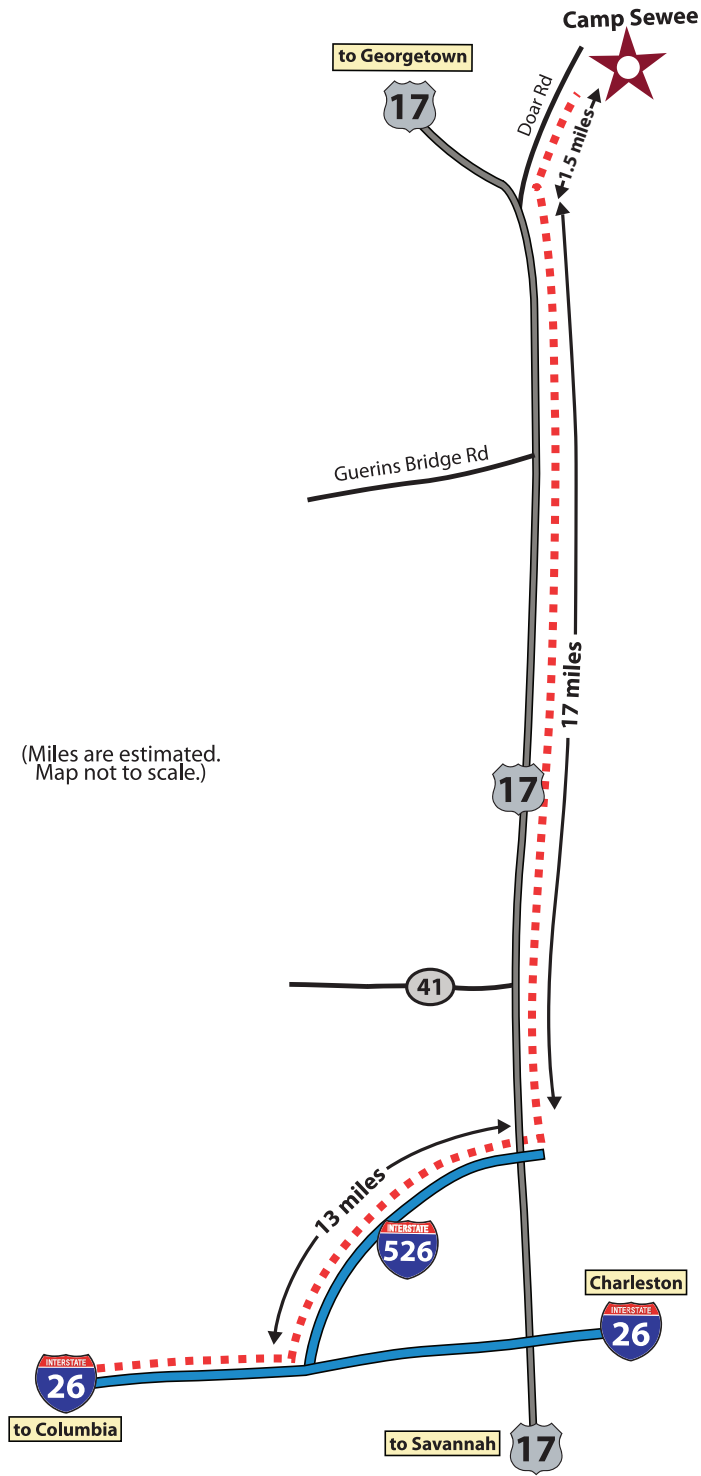 Camp Sewee
to Georgetown
17
Doar Rd
1.5 miles
Guerins Bridge Rd
17 miles
(Miles are estimated.
Map not to scale.)
17
41
13 miles
INTERSTATE
526
Charleston
INTERSTATE
26
INTERSTATE
26
to Columbia
to Savannah
17